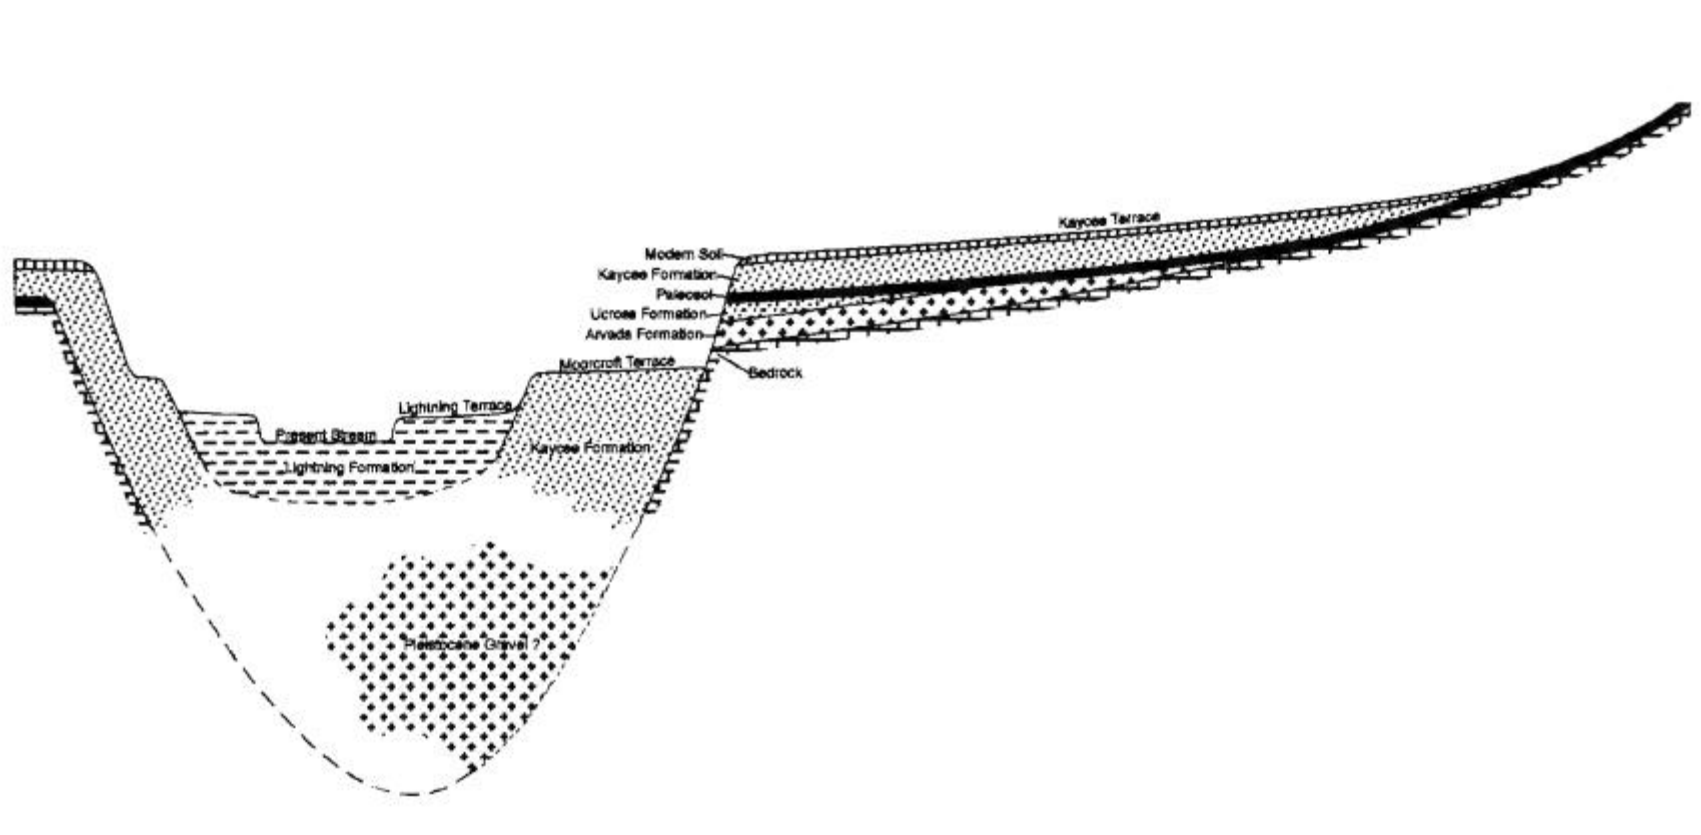 Kaycee Terrace
Modern Soil
Kaycee Formation
Paleosol
Ucross Formation
Arvada Formation
Bedrock
Moorcroft Terrace
Lightning Terrace
Present Stream
Kaycee Formation
Lightning Formation
Pleistocene Gravel ?